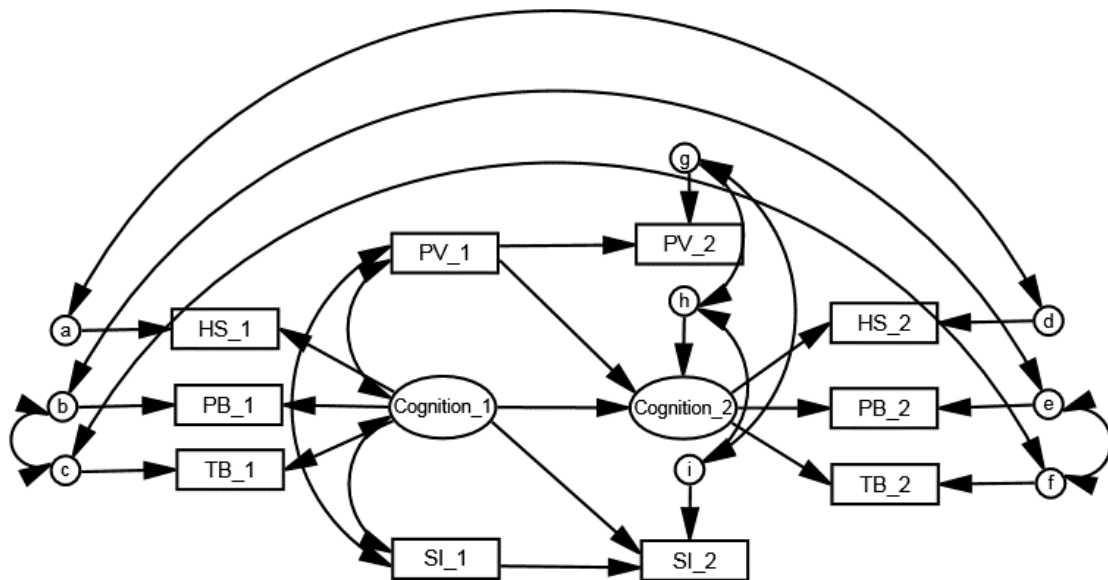 g
PV_1
PV_2
a
HS_1
h
HS_2
d
b
PB_1
Cognition_1
Cognition_2
PB_2
e
c
TB_1
i
TB_2
f
SI_1
SI_2